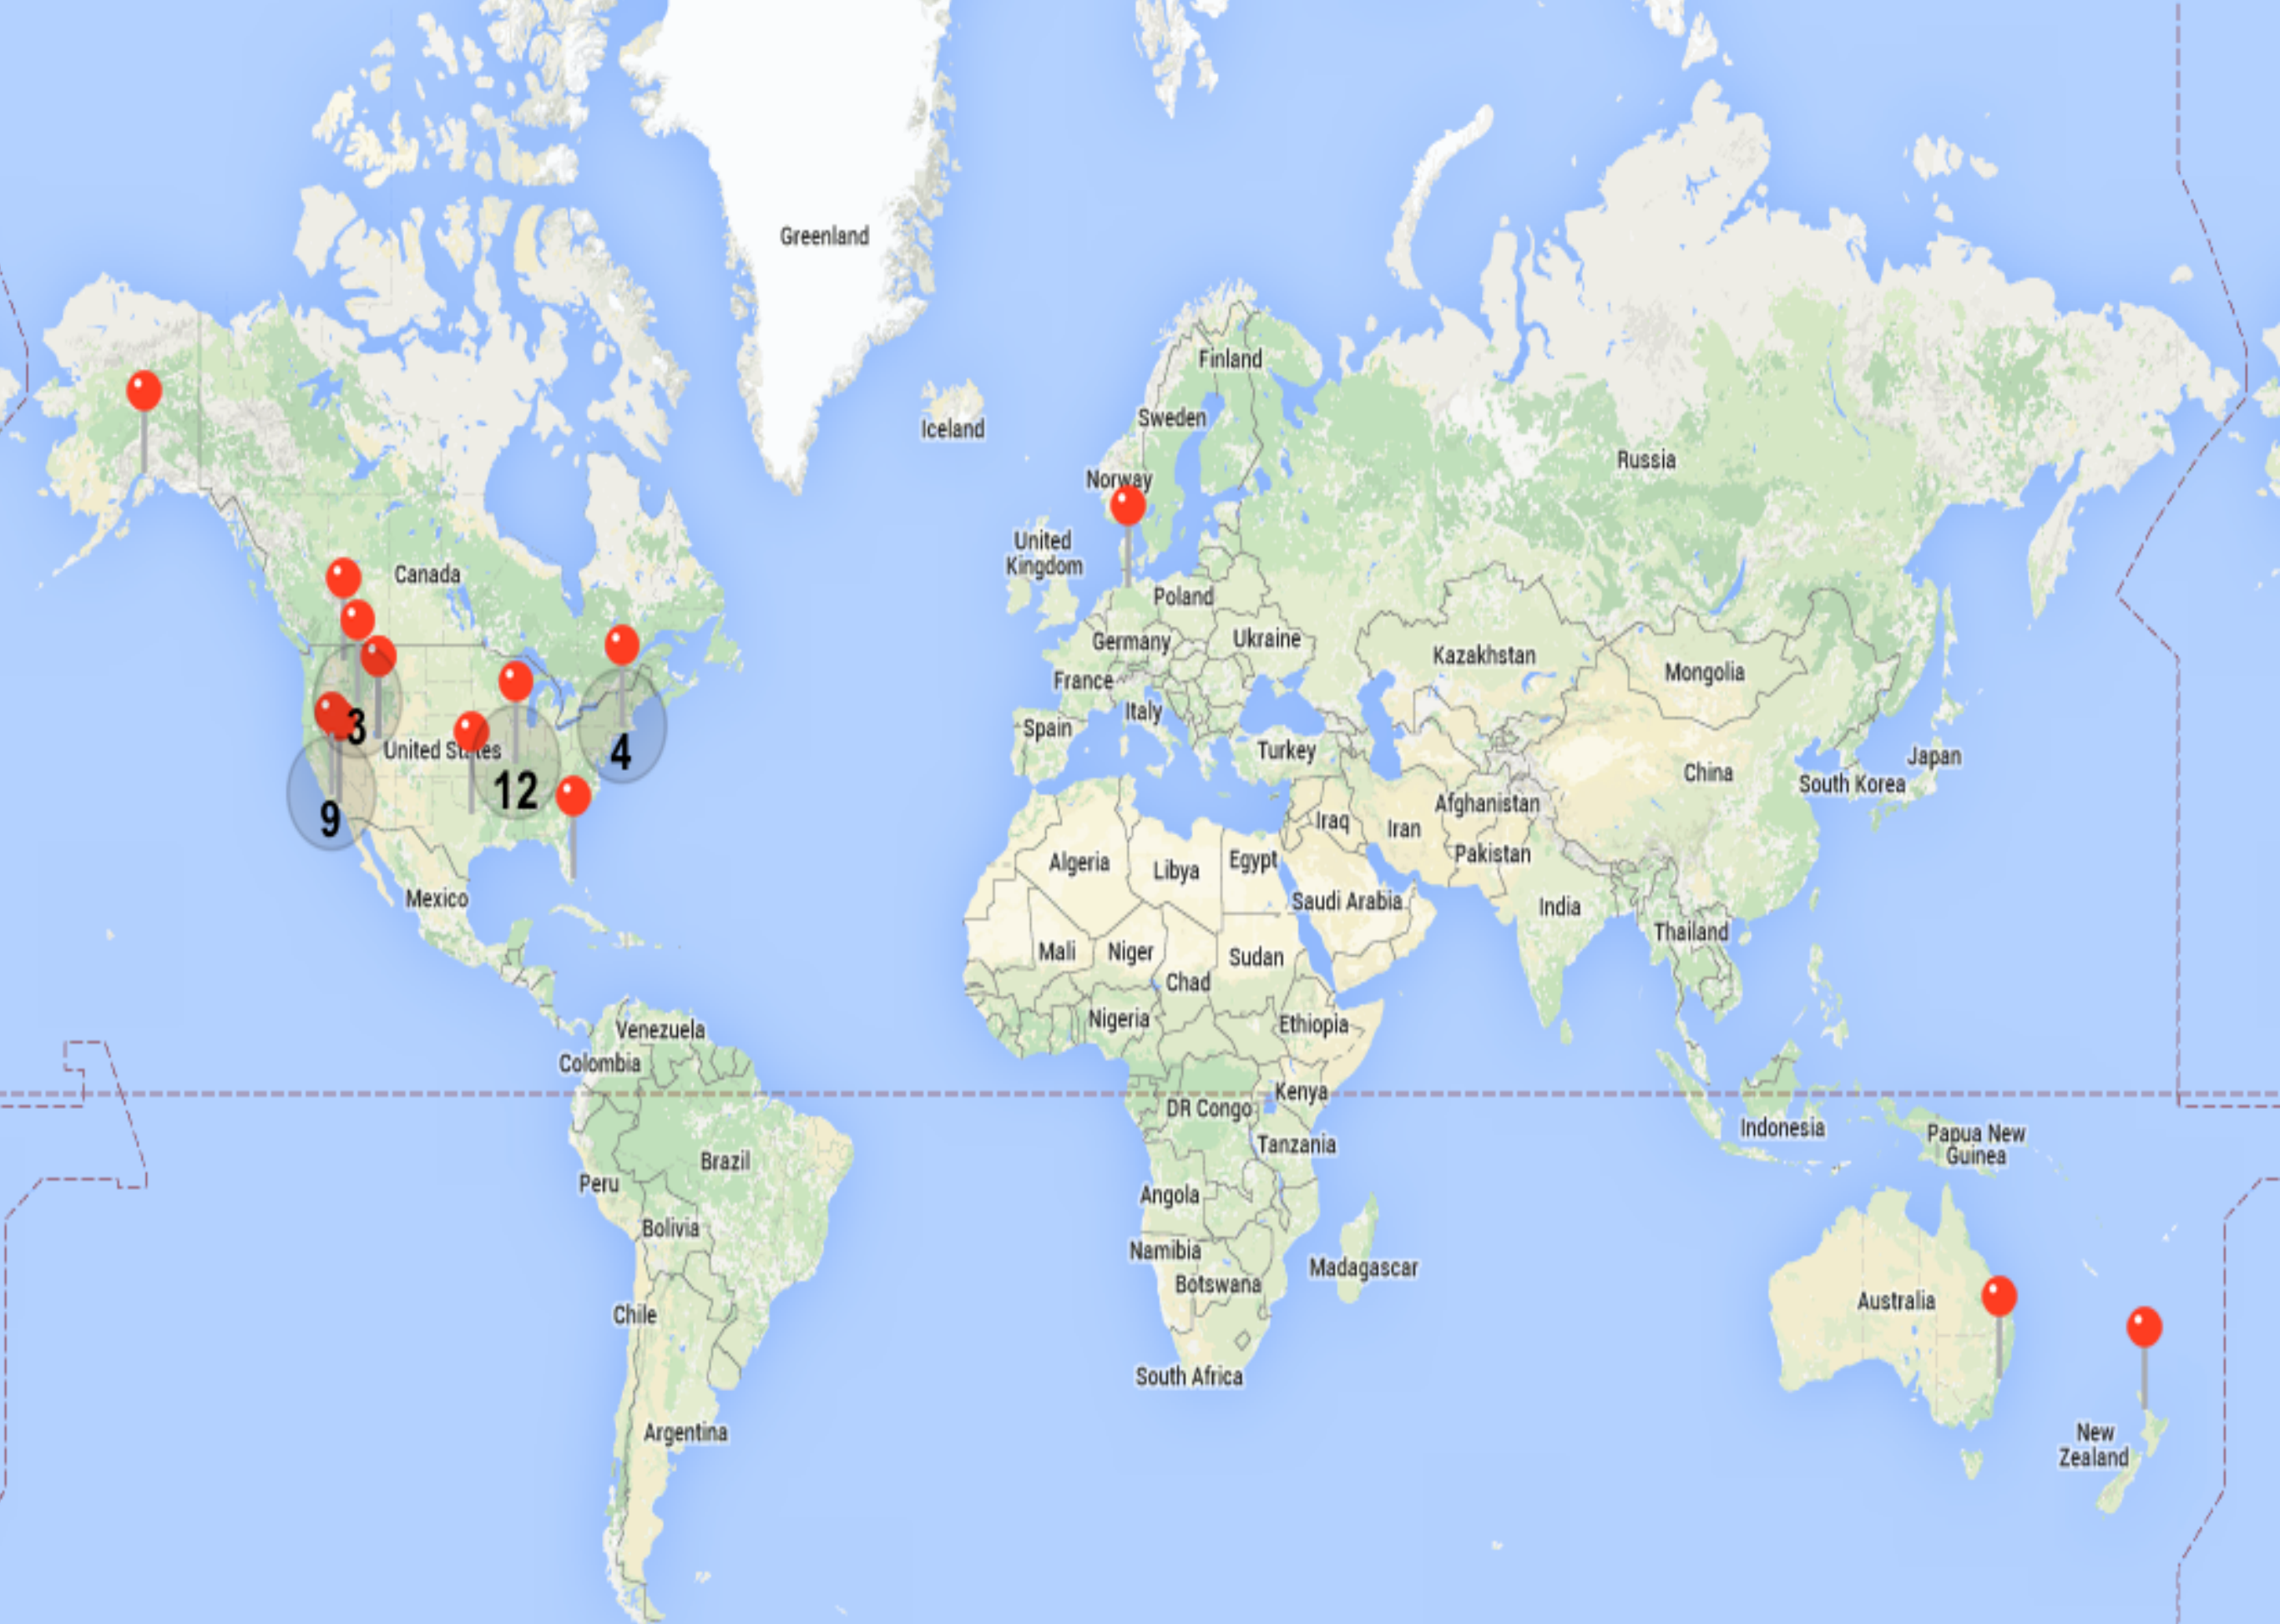 Greenland
Finland
Iceland
Sweden
Russia
Norway
United
Kingdom
Canada
Poland
Germany
Ukraine
Kazakhstan
Mongolia
France
Italy
Spain
3
United States
4
Turkey
Japan
China
South Korea
12
9
Afghanistan
Iraq
Iran
Pakistan
Algeria
Libya
Egypt
Mexico
Saudi Arabia
India
Thailand
Mali
Niger
Sudan
Chad
Nigeria
Ethiopia
Venezuela
Colombia
Kenya
DR Congo
Indonesia
Papua New
Guinea
Tanzania
Brazil
Peru
Angola
Bolivia
Namibia
Madagascar
Botswana
Australia
Chile
South Africa
Argentina
New
Zealand